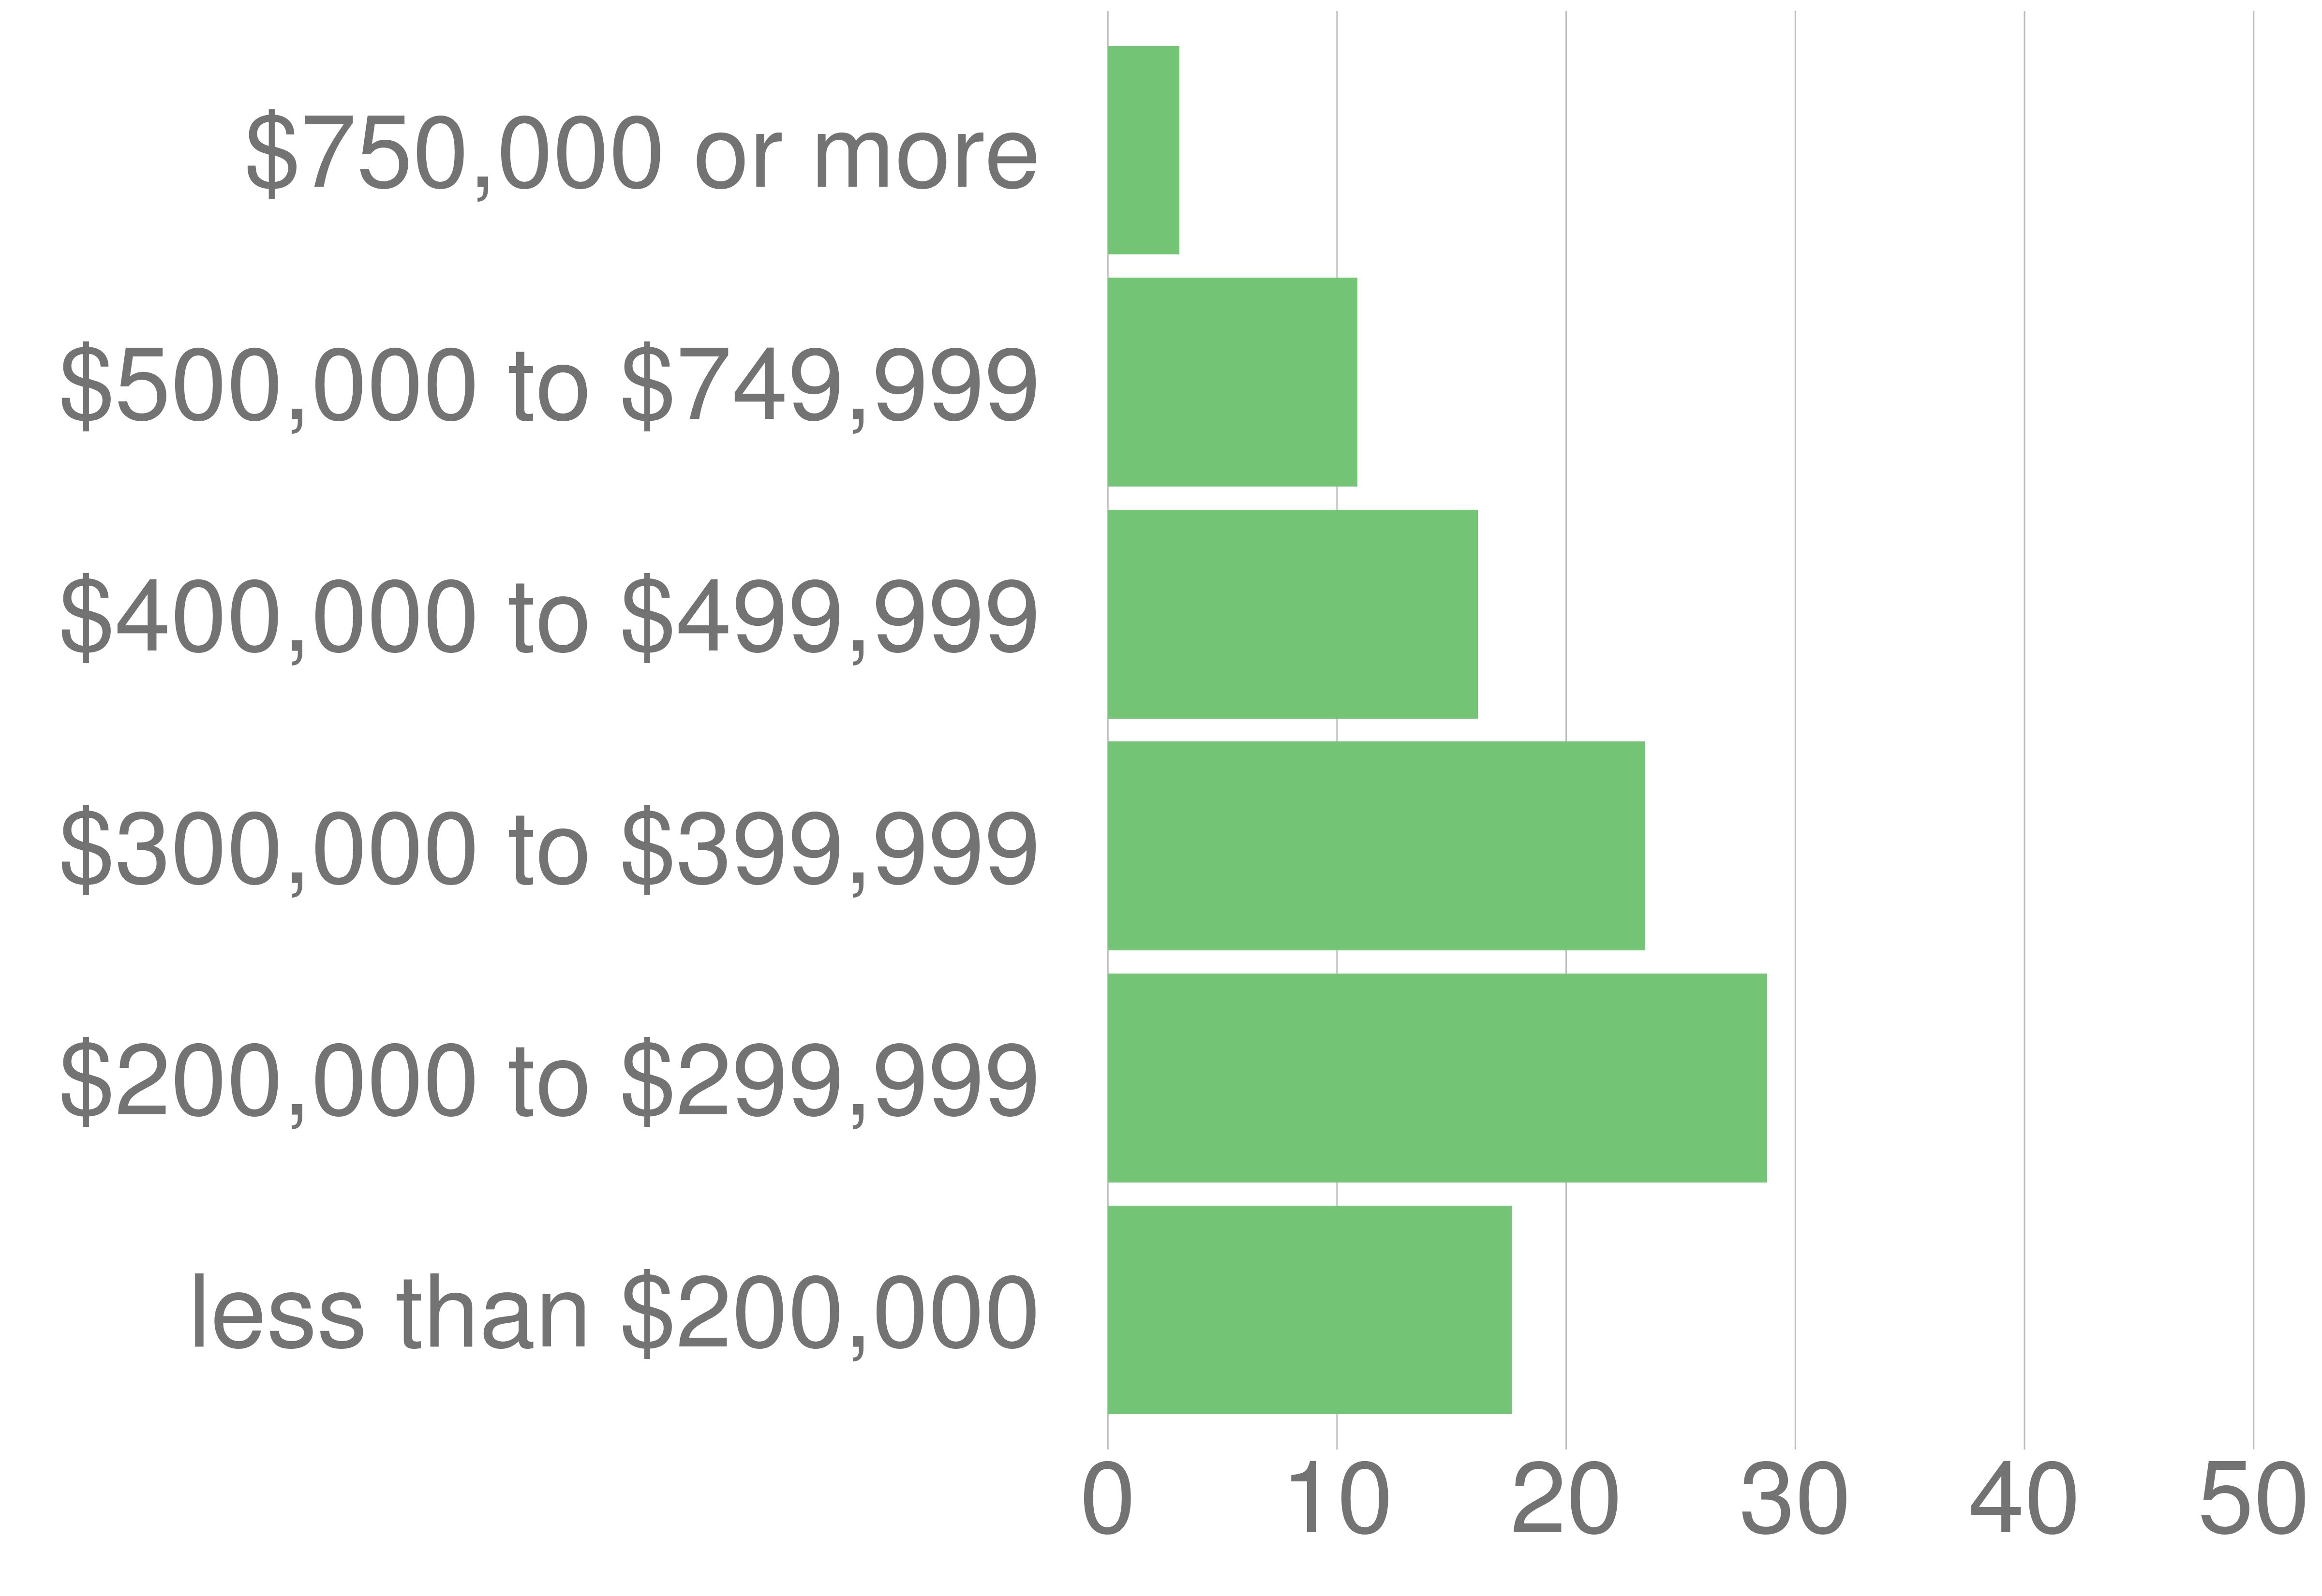 $750,000 or more
$500,000 to $749,999
$400,000 to $499,999
$300,000 to $399,999
$200,000 to $299,999
less than $200,000
0 10 20 30 40 50